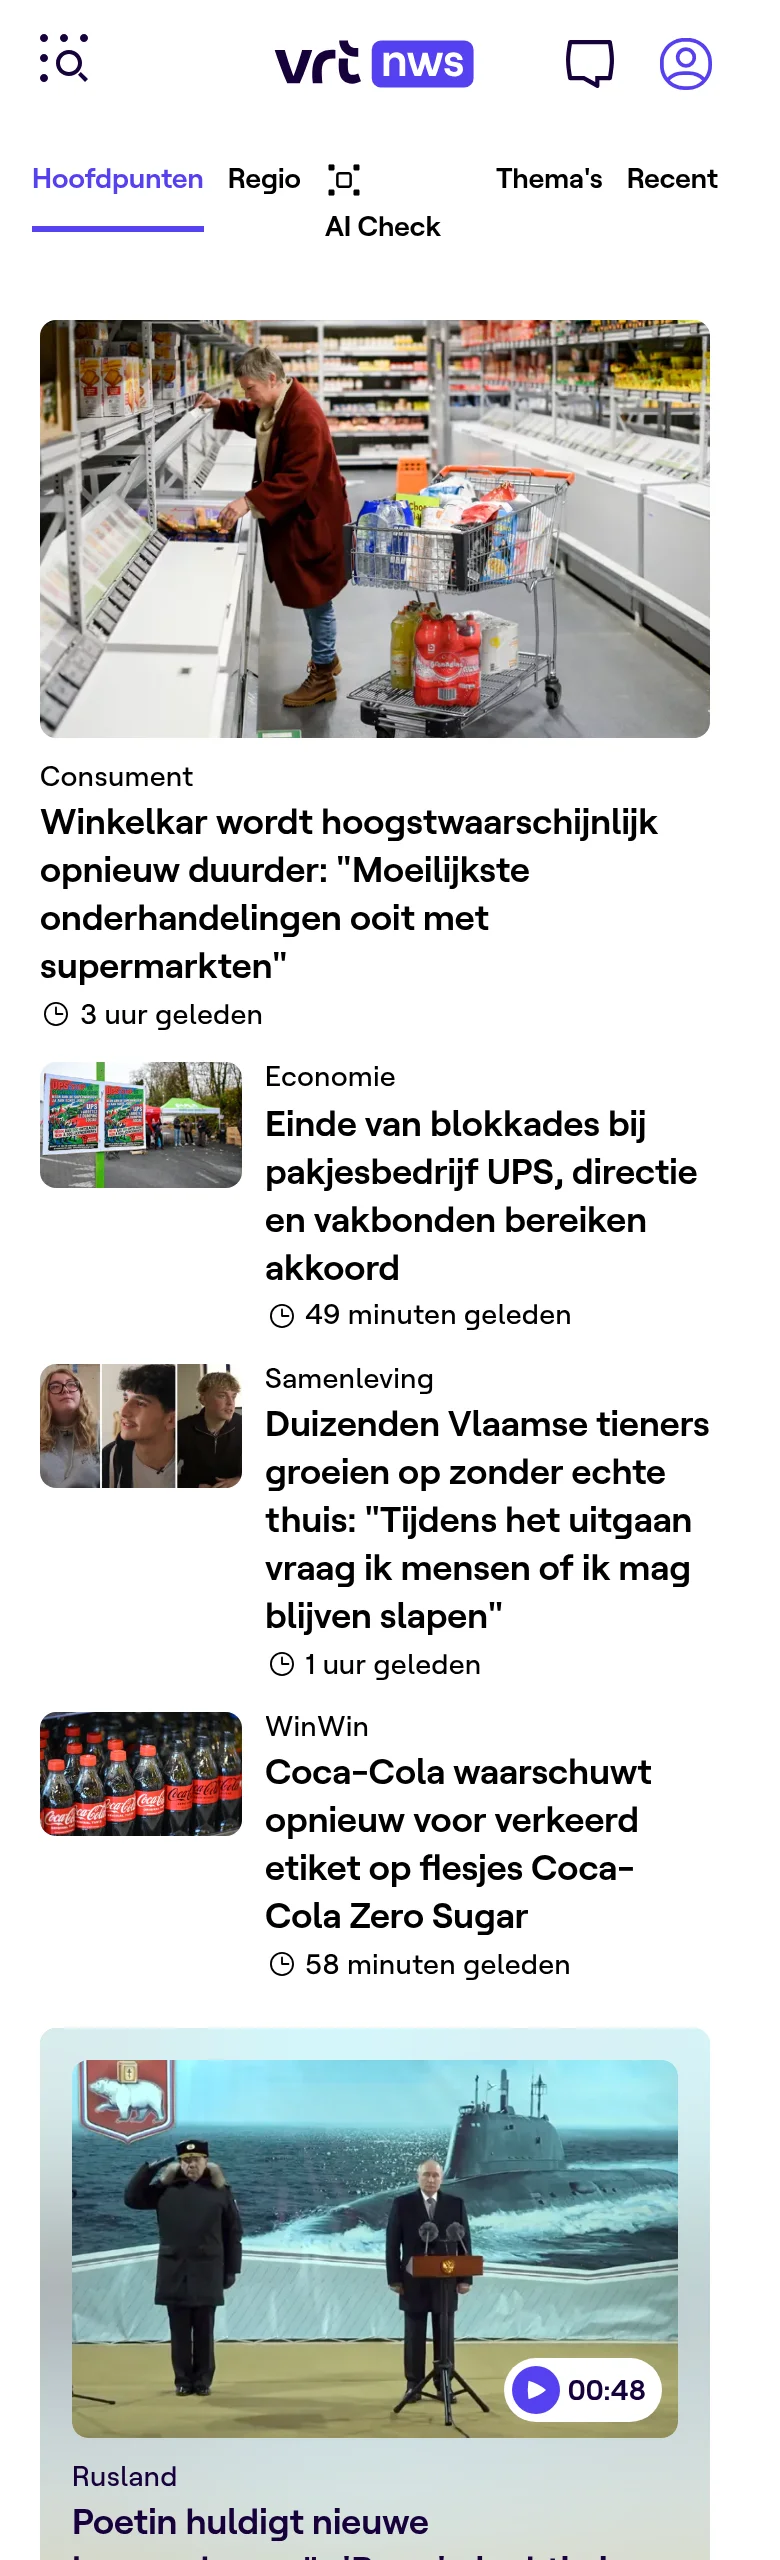 vrt nws
Hoofdpunten Regio AI Check Thema's Recent
Consument
Winkelkar wordt hoogstwaarschijnlijk
opnieuw duurder: "Moeilijkste
onderhandelingen ooit met
supermarkten"
3 uur geleden
Economie
Einde van blokkades bij
pakjesbedrijf UPS, directie
en vakbonden bereiken
akkoord
49 minuten geleden
Samenleving
Duizenden Vlaamse tieners
groeien op zonder echte
thuis: "Tijdens het uitgaan
vraag ik mensen of ik mag
blijven slapen"
1 uur geleden
WinWin
Coca-Cola waarschuwt
opnieuw voor verkeerd
etiket op flesjes Coca-
Cola Zero Sugar
58 minuten geleden
00:48
Rusland
Poetin huldigt nieuwe